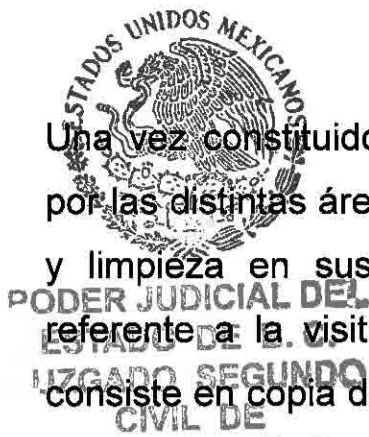 ESTADOS UNIDOS MEXICANOS
Una vez constituido
por las distintas áre
y limpieza en sus
PODER JUDICIAL DEL
referente a la visit
ESTADO DE B. C.
JUZGADO SEGUNDO
consiste en copia d
CIVIL DE